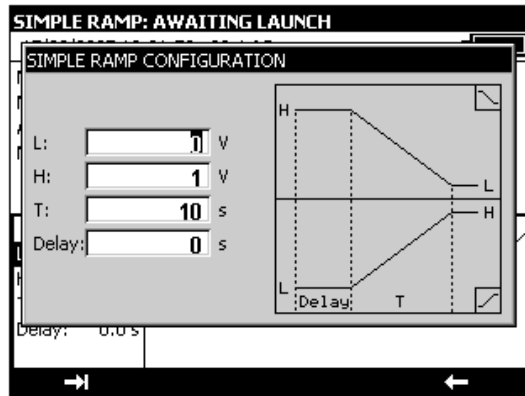 SIMPLE RAMP: AWAITING LAUNCH
SIMPLE RAMP CONFIGURATION
L: 0 V
H: 1 V
T: 10 s
Delay: 0 s
H
L
H
L
Delay T
Delay: 0.0 s